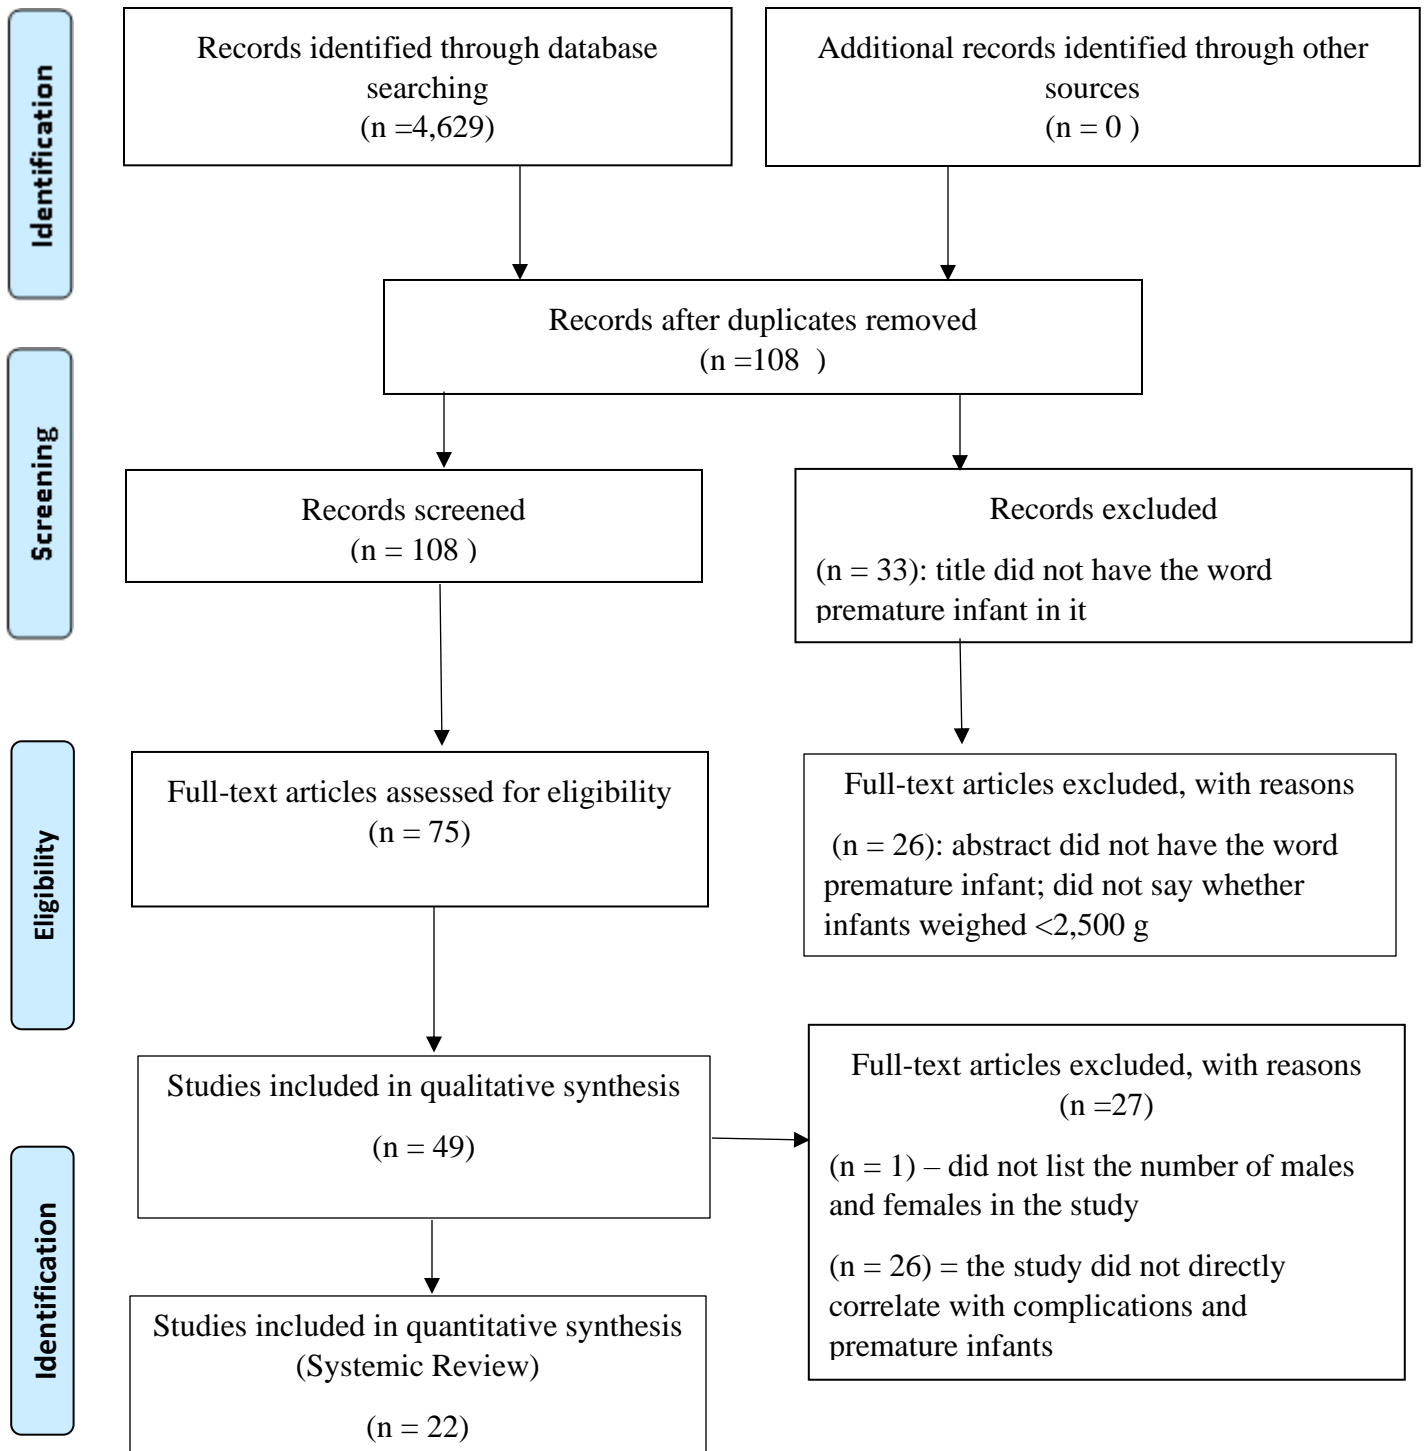 Identification
Records identified through database
searching
(n =4,629)
Additional records identified through other
sources
(n = 0 )
Records after duplicates removed
(n =108 )
Screening
Records screened
(n = 108 )
Records excluded
(n = 33): title did not have the word
premature infant in it
Eligibility
Full-text articles assessed for eligibility
(n = 75)
Full-text articles excluded, with reasons
(n = 26): abstract did not have the word
premature infant; did not say whether
infants weighed <2,500 g
Studies included in qualitative synthesis
(n = 49)
Full-text articles excluded, with reasons
(n =27)
(n = 1) – did not list the number of males
and females in the study
(n = 26) = the study did not directly
correlate with complications and
premature infants
Identification
Studies included in quantitative synthesis
(Systemic Review)
(n = 22)